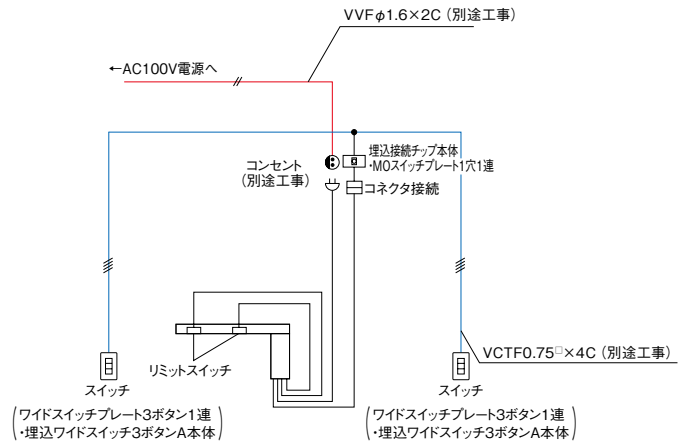 VVFφ1.6×2C（別途工事）
←AC100V電源へ
コンセント
（別途工事）
埋込接続チップ本体
・MOスイッチプレート1穴1連
コネクタ接続
リミットスイッチ
VCTF0.75□×4C（別途工事）
スイッチ
（ワイドスイッチプレート3ボタン1連
・埋込ワイドスイッチ3ボタンA本体）
スイッチ
（ワイドスイッチプレート3ボタン1連
・埋込ワイドスイッチ3ボタンA本体）